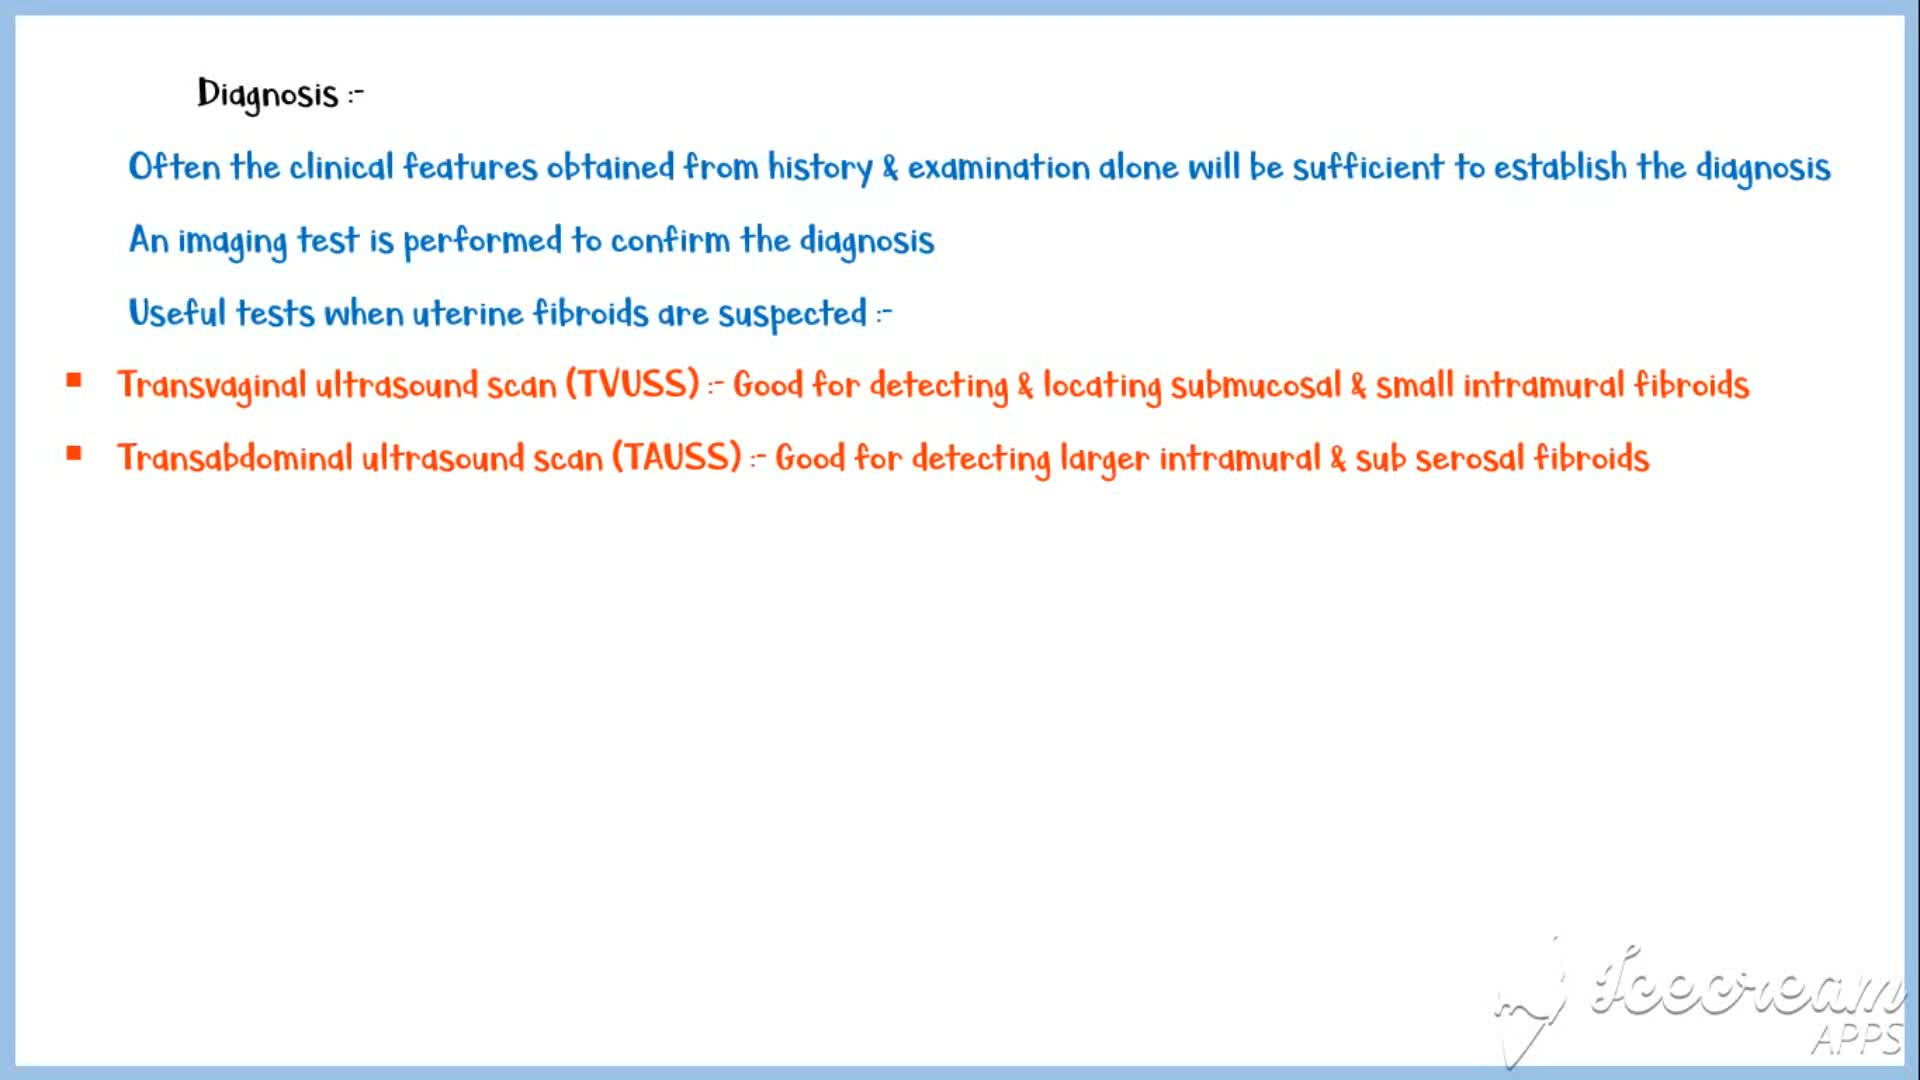 Diagnosis :-
Often the clinical features obtained from history & examination alone will be sufficient to establish the diagnosis
An imaging test is performed to confirm the diagnosis
Useful tests when uterine fibroids are suspected :-
▪ Transvaginal ultrasound scan (TVUSS) :- Good for detecting & locating submucosal & small intramural fibroids
▪ Transabdominal ultrasound scan (TAUSS) :- Good for detecting larger intramural & sub serosal fibroids
Icecream
APPS